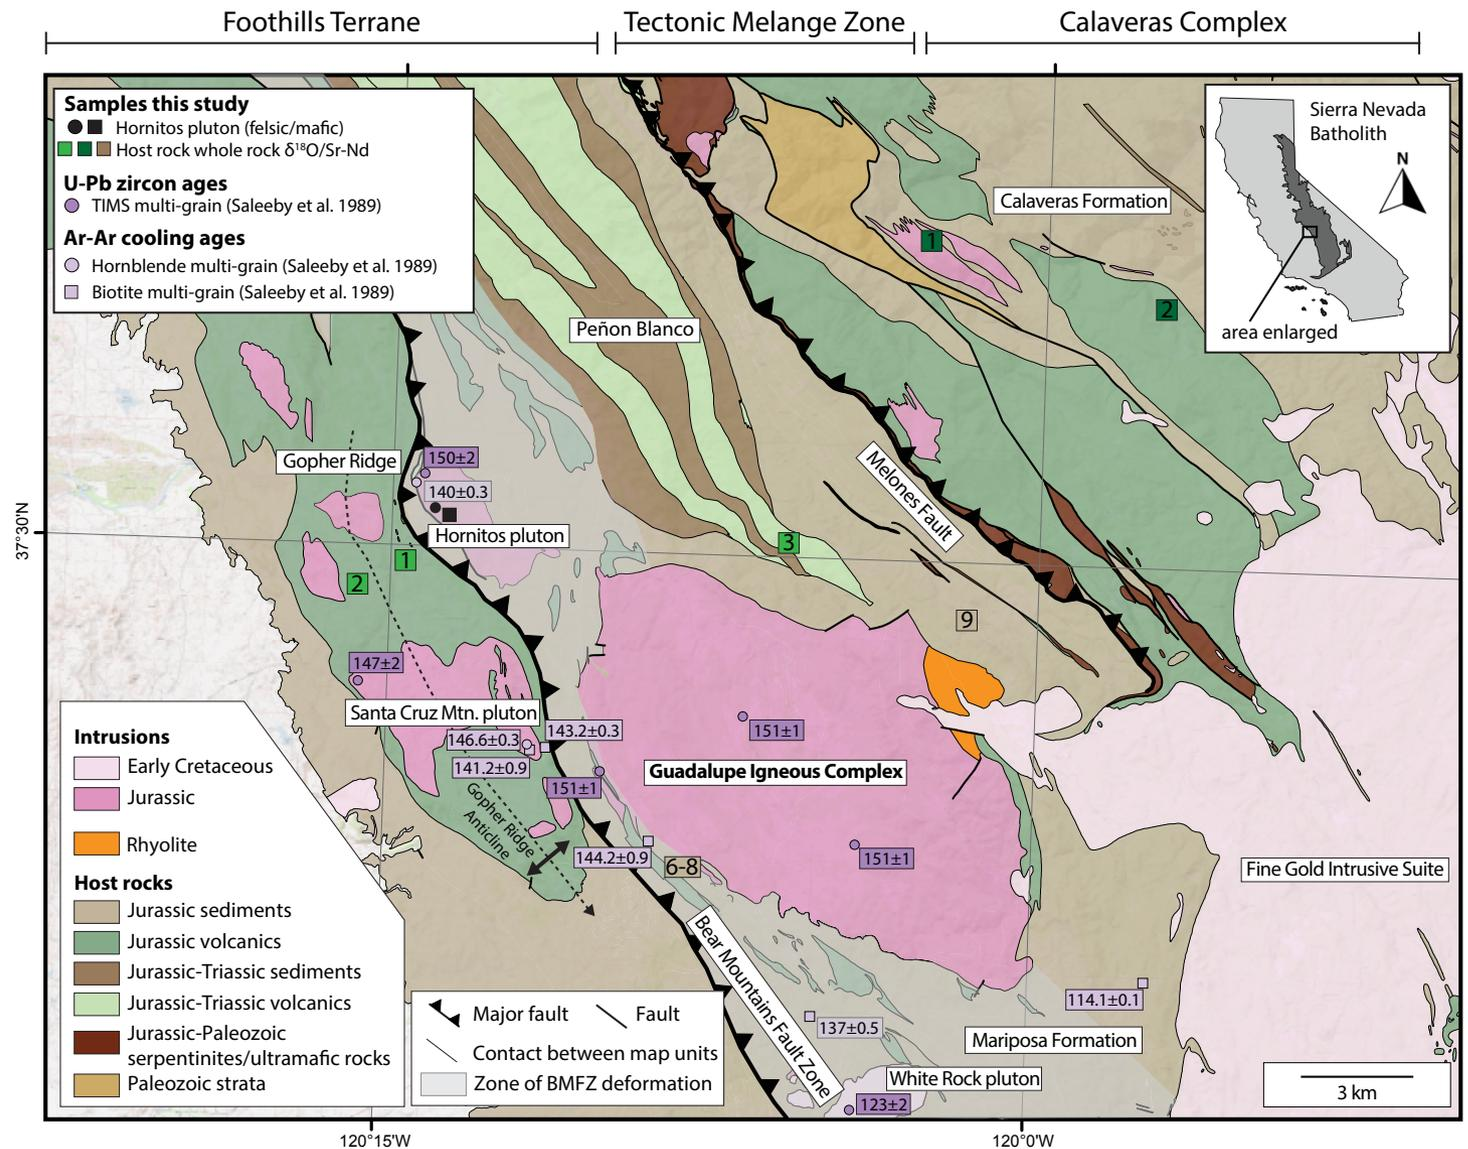 Foothills Terrane
Tectonic Melange Zone
Calaveras Complex
Samples this study
Hornitos pluton (felsic/mafic)
Host rock whole rock δ¹⁸O/Sr-Nd
U-Pb zircon ages
TIMS multi-grain (Saleeby et al. 1989)
Ar-Ar cooling ages
Hornblende multi-grain (Saleeby et al. 1989)
Biotite multi-grain (Saleeby et al. 1989)
Sierra Nevada
Batholith
N
area enlarged
Calaveras Formation
1
2
Peñon Blanco
Gopher Ridge
150±2
140±0.3
Hornitos pluton
Melones Fault
37°30'N
3
1
2
9
147±2
Santa Cruz Mtn. pluton
146.6±0.3
143.2±0.3
141.2±0.9
151±1
151±1
Guadalupe Igneous Complex
Gopher Ridge
Anticline
144.2±0.9
6-8
151±1
Fine Gold Intrusive Suite
Bear Mountains Fault Zone
114.1±0.1
137±0.5
Mariposa Formation
White Rock pluton
123±2
Intrusions
Early Cretaceous
Jurassic
Rhyolite
Host rocks
Jurassic sediments
Jurassic volcanics
Jurassic-Triassic sediments
Jurassic-Triassic volcanics
Jurassic-Paleozoic
serpentinites/ultramafic rocks
Paleozoic strata
Major fault
Fault
Contact between map units
Zone of BMFZ deformation
3 km
120°15'W
120°0'W